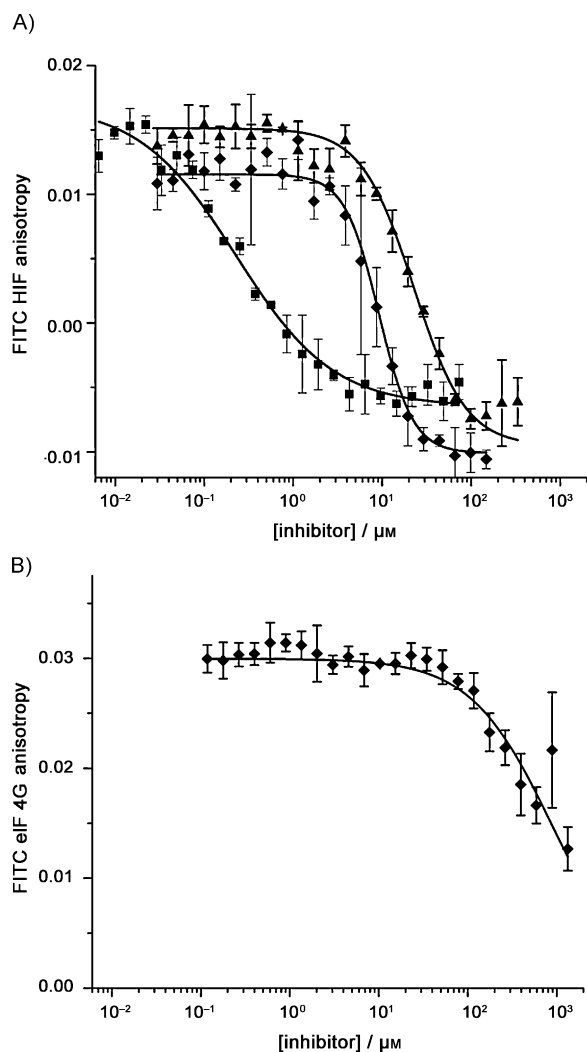 A)
0.02
0.01
0.00
-0.01
FITC HIF anisotropy
10⁻² 10⁻¹ 10⁰ 10¹ 10² 10³
[inhibitor] / μM
B)
0.03
0.02
0.01
0.00
FITC eIF 4G anisotropy
10⁻² 10⁻¹ 10⁰ 10¹ 10² 10³
[inhibitor] / μM